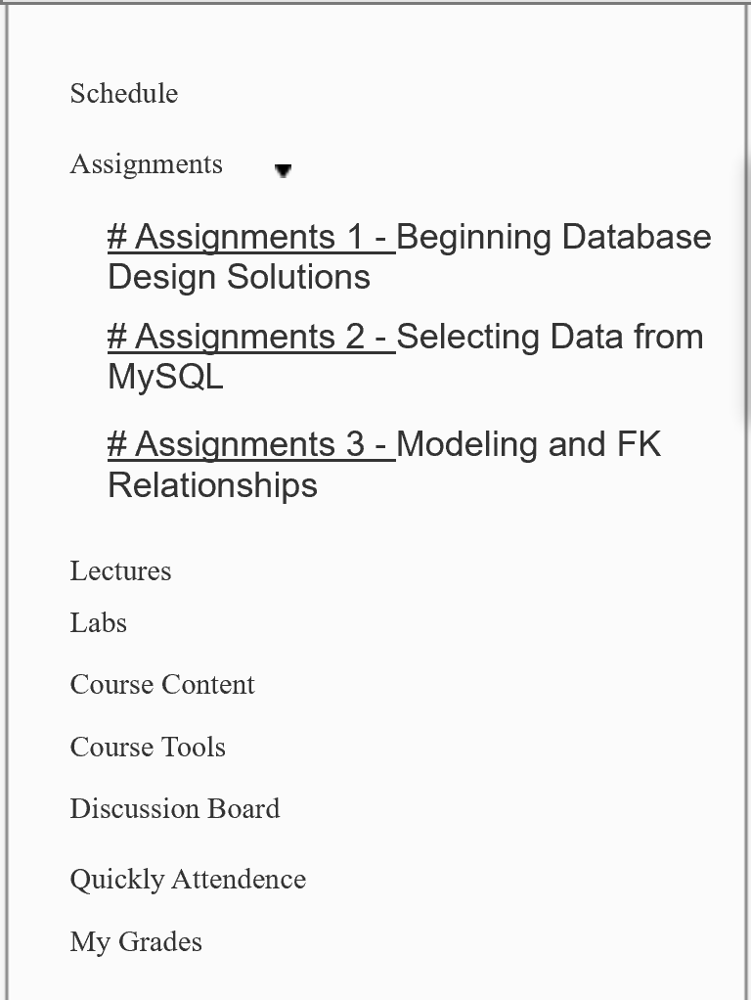 Schedule
Assignments
# Assignments 1 - Beginning Database
Design Solutions
# Assignments 2 - Selecting Data from
MySQL
# Assignments 3 - Modeling and FK
Relationships
Lectures
Labs
Course Content
Course Tools
Discussion Board
Quickly Attendence
My Grades